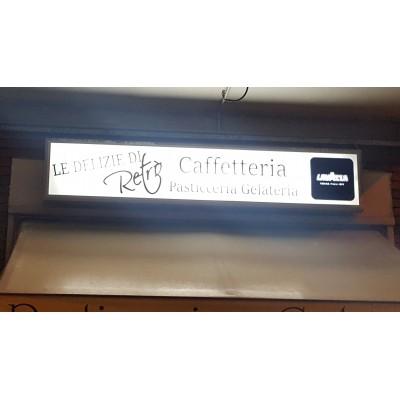 LE DELIZIE DI Retrò
Caffetteria
Pasticceria Gelateria
LAVAZZA